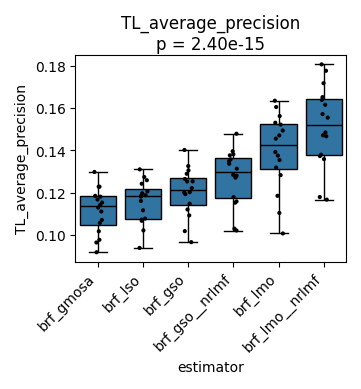 TL_average_precision
p = 2.40e-15
TL_average_precision
0.18
0.16
0.14
0.12
0.10
brf_gmosa
brf_lso
brf_gso
brf_gso__nrlmf
brf_lmo
brf_lmo__nrlmf
estimator